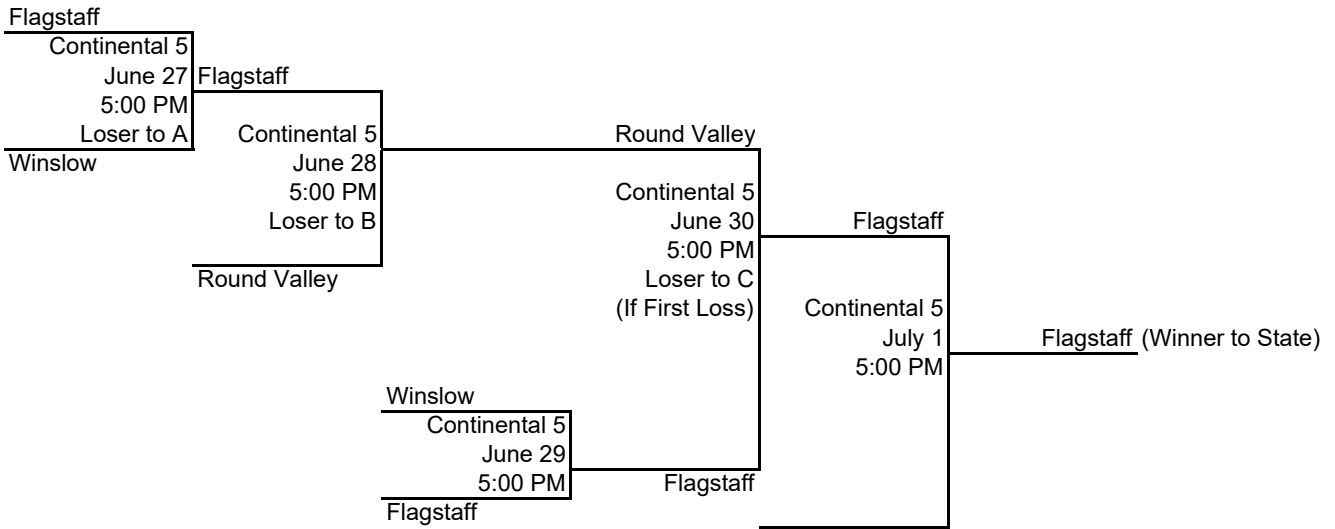 Flagstaff
Continental 5
June 27
5:00 PM
Loser to A
Winslow
Flagstaff
Continental 5
June 28
5:00 PM
Loser to B
Round Valley
Round Valley
Continental 5
June 30
5:00 PM
Loser to C
(If First Loss)
Winslow
Continental 5
June 29
5:00 PM
Flagstaff
Flagstaff
Flagstaff
Continental 5
July 1
5:00 PM
Flagstaff (Winner to State)